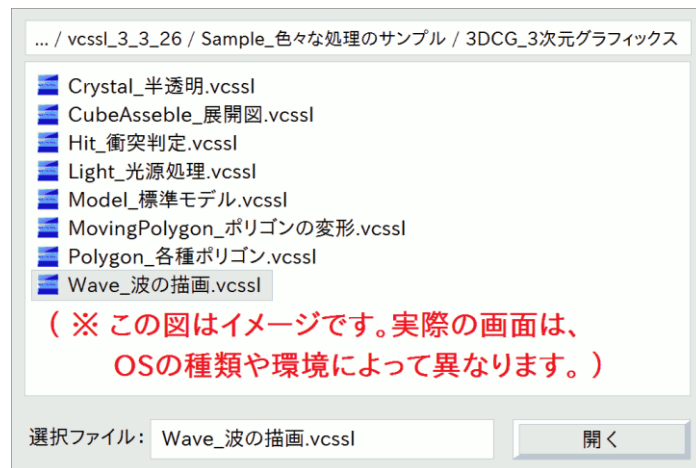 ... / vcssl_3_3_26 / Sample_色々な処理のサンプル / 3DCG_3次元グラフィックス
Crystal_半透明.vcssl
CubeAsseble_展開図.vcssl
Hit_衝突判定.vcssl
Light_光源処理.vcssl
Model_標準モデル.vcssl
MovingPolygon_ポリゴンの変形.vcssl
Polygon_各種ポリゴン.vcssl
Wave_波の描画.vcssl
( ※ この図はイメージです。実際の画面は、
OSの種類や環境によって異なります。)
選択ファイル： Wave_波の描画.vcssl 開く